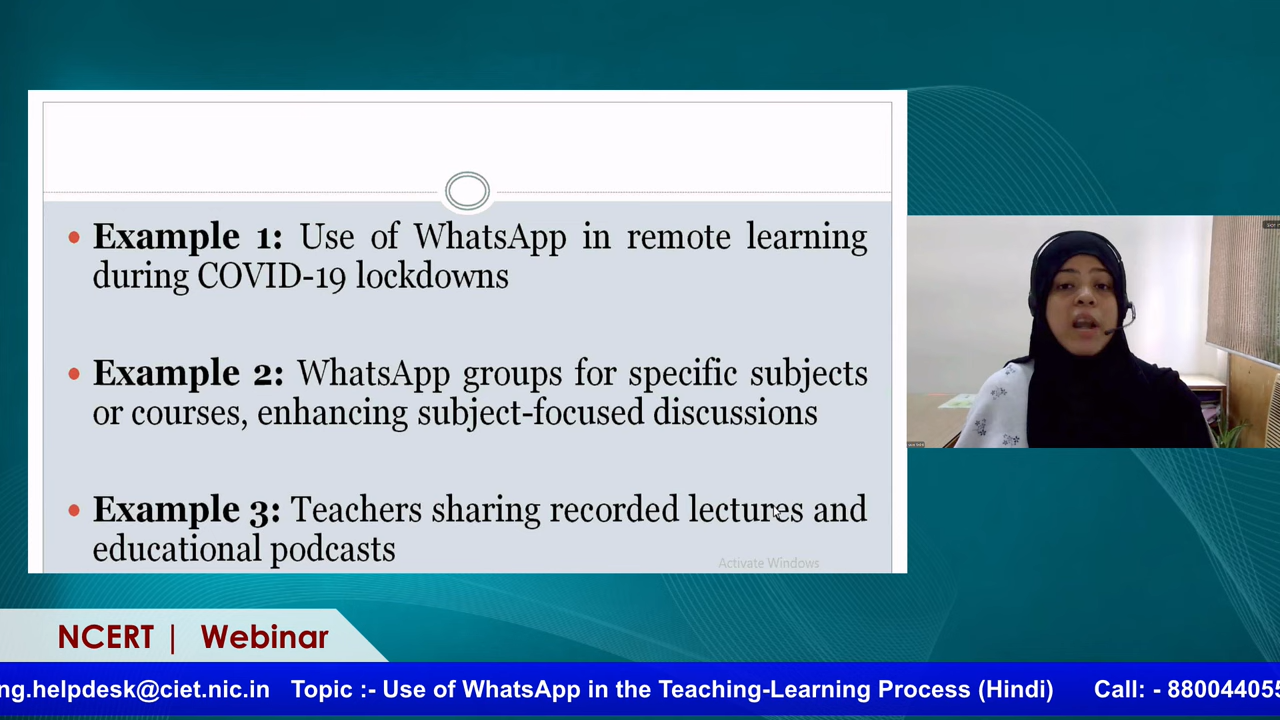 Example 1: Use of WhatsApp in remote learning
during COVID-19 lockdowns
Example 2: WhatsApp groups for specific subjects
or courses, enhancing subject-focused discussions
Example 3: Teachers sharing recorded lectures and
educational podcasts
Activate Windows
NCERT | Webinar
ng.helpdesk@ciet.nic.in Topic :- Use of WhatsApp in the Teaching-Learning Process (Hindi) Call: - 880044055